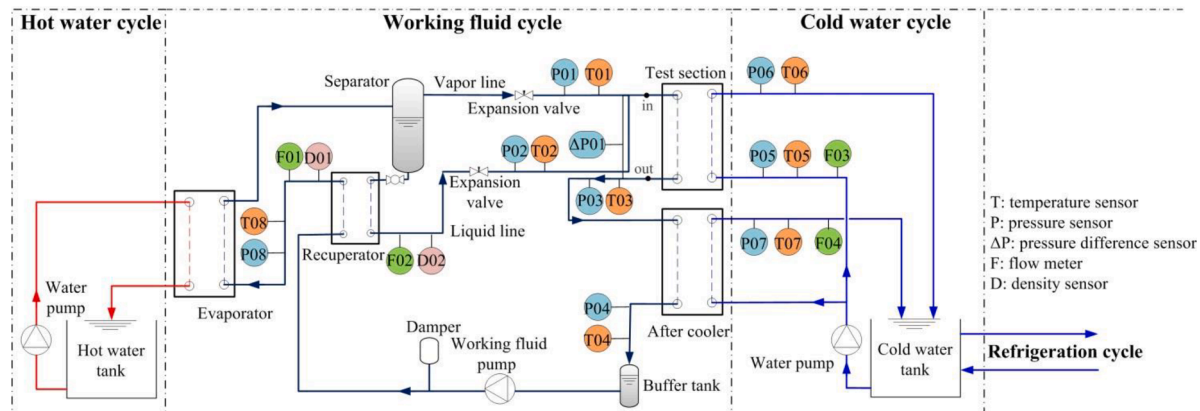 Hot water cycle
Working fluid cycle
Cold water cycle
Separator
Vapor line
P01
T01
Test section
P06
T06
Expansion valve
in
F01
D01
P02
T02
ΔP01
P05
T05
F03
Expansion
valve
out
T08
P03
T03
P08
Recuperator
Liquid line
F02
D02
P07
T07
F04
T: temperature sensor
P: pressure sensor
ΔP: pressure difference sensor
F: flow meter
D: density sensor
Water
pump
Evaporator
P04
After cooler
Hot water
tank
Damper
Working fluid
pump
T04
Buffer tank
Water pump
Cold water
tank
Refrigeration cycle